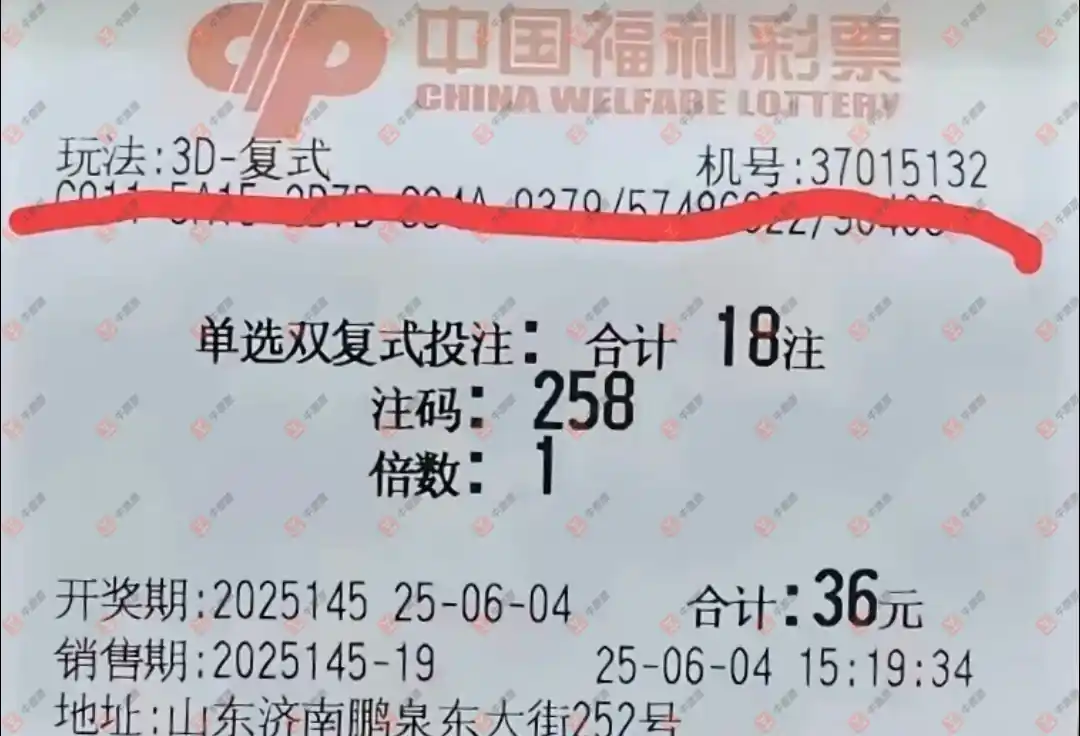 中国福利彩票
CHINA WELFARE LOTTERY
玩法:3D-复式 机号:37015132
单选双复式投注: 合计 18注
注码: 258
倍数: 1
开奖期:2025145 25-06-04 合计:36元
销售期:2025145-19 25-06-04 15:19:34
地址:山东济南鹏泉东大街252号